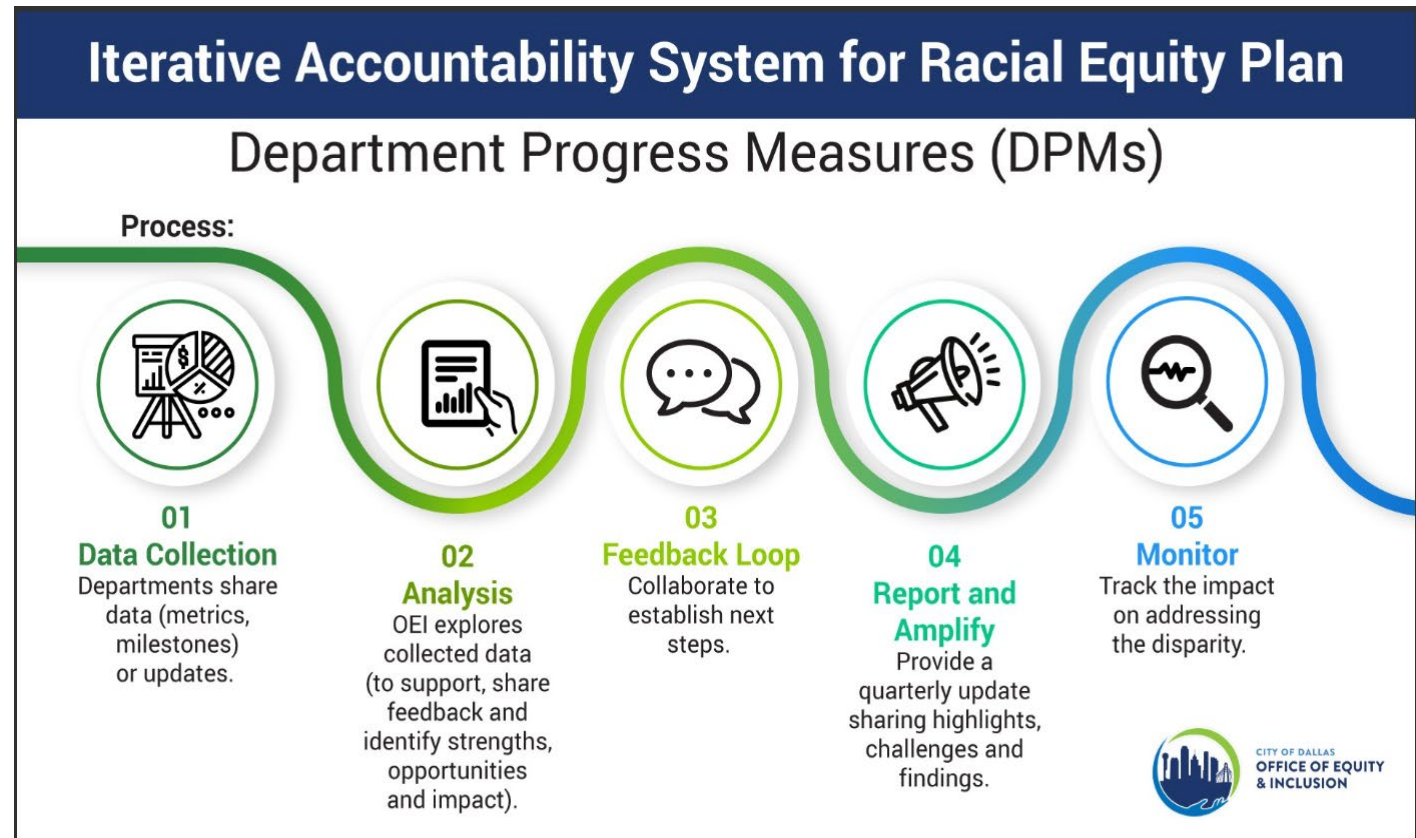 Iterative Accountability System for Racial Equity Plan
Department Progress Measures (DPMs)
Process:
$
%
01
Data Collection
Departments share
data (metrics,
milestones)
or updates.
02
Analysis
OEI explores
collected data
(to support, share
feedback and
identify strengths,
opportunities
and impact).
03
Feedback Loop
Collaborate to
establish next
steps.
04
Report and
Amplify
Provide a
quarterly update
sharing highlights,
challenges and
findings.
05
Monitor
Track the impact
on addressing
the disparity.
CITY OF DALLAS
OFFICE OF EQUITY
& INCLUSION